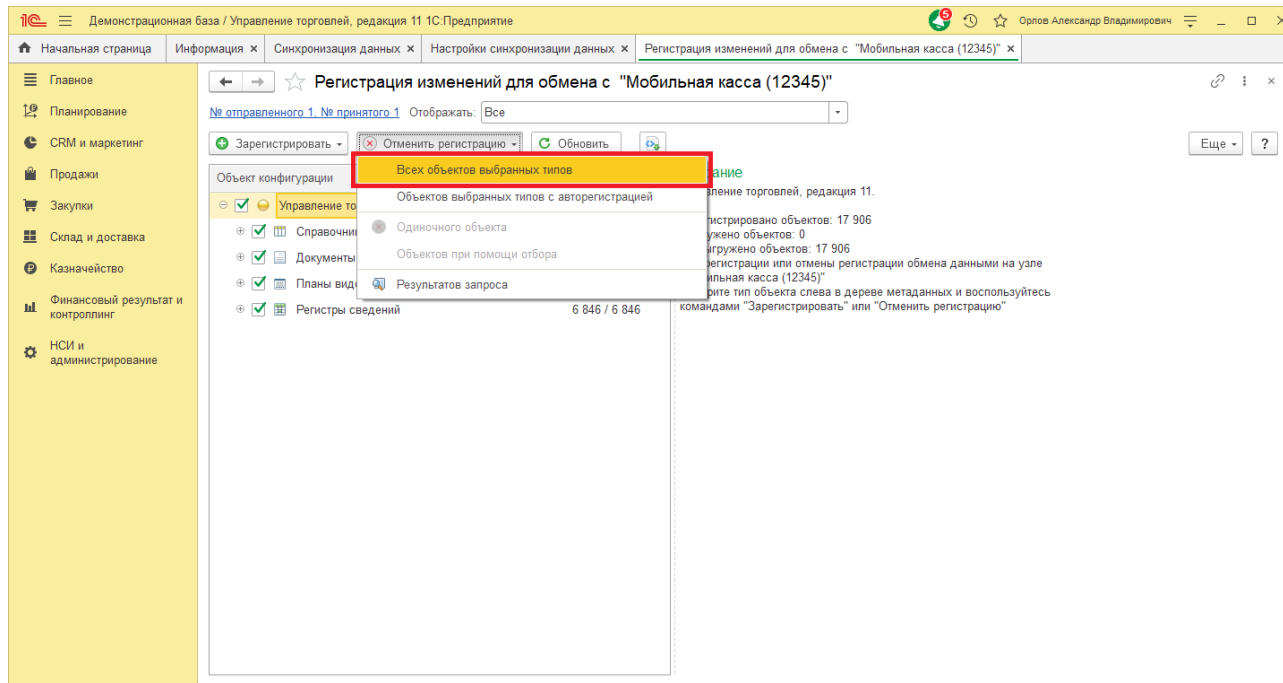 1С Демонстрационная база / Управление торговлей, редакция 11 1С:Предприятие 5 Орлов Александр Владимирович
Начальная страница Информация × Синхронизация данных × Настройки синхронизации данных × Регистрация изменений для обмена с "Мобильная касса (12345)" ×
Главное
Планирование
CRM и маркетинг
Продажи
Закупки
Склад и доставка
Казначейство
Финансовый результат и
контроллинг
НСИ и
администрирование
Регистрация изменений для обмена с "Мобильная касса (12345)"
№ отправленного 1, № принятого 1 Отображать: Все
Зарегистрировать Отменить регистрацию Обновить Еще ?
Объект конфигурации
Управление то
Справочни
Документы
Планы вид
Регистры сведений 6 846 / 6 846
Всех объектов выбранных типов
Объектов выбранных типов с авторегистрацией
Одиночного объекта
Объектов при помощи отбора
Результатов запроса
ание
ление торговлей, редакция 11.
гистрировано объектов: 17 906
ужено объектов: 0
ыгружено объектов: 17 906
регистрации или отмены регистрации обмена данными на узле
ильная касса (12345)"
рите тип объекта слева в дереве метаданных и воспользуйтесь
командами "Зарегистрировать" или "Отменить регистрацию"